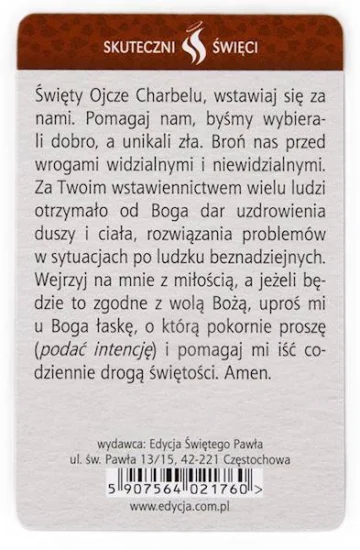 SKUTECZNI ŚWIĘCI
Święty Ojcze Charbelu, wstawiaj się za
nami. Pomagaj nam, byśmy wybiera-
li dobro, a unikali zła. Broń nas przed
wrogami widzialnymi i niewidzialnymi.
Za Twoim wstawiennictwem wielu ludzi
otrzymało od Boga dar uzdrowienia
duszy i ciała, rozwiązania problemów
w sytuacjach po ludzku beznadziejnych.
Wejrzyj na mnie z miłością, a jeżeli bę-
dzie to zgodne z wolą Bożą, uproś mi
u Boga łaskę, o którą pokornie proszę
(podać intencję) i pomagaj mi iść co-
dziennie drogą świętości. Amen.
wydawca: Edycja Świętego Pawła
ul. św. Pawła 13/15, 42-221 Częstochowa
5 907564 021760 >
www.edycja.com.pl